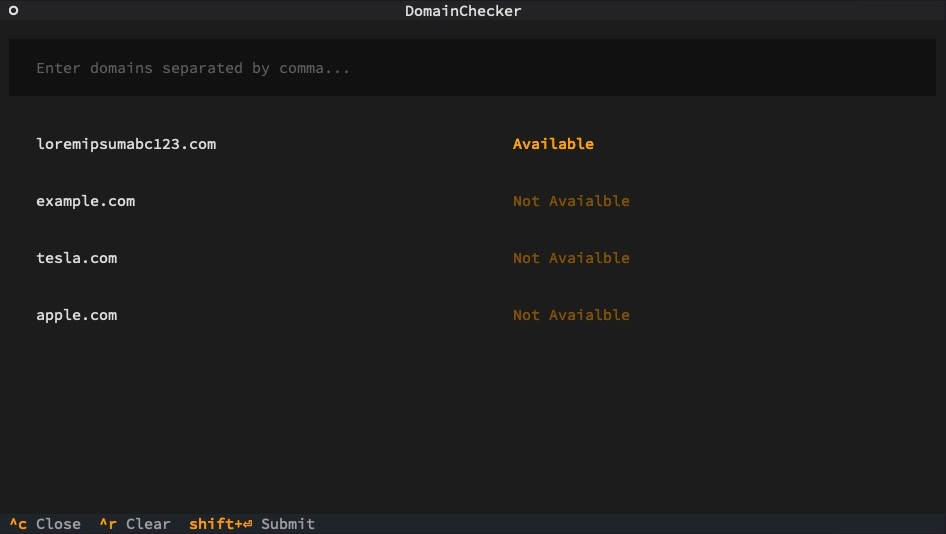 DomainChecker
Enter domains separated by comma...
loremipsumabc123.com Available
example.com Not Avaialble
tesla.com Not Avaialble
apple.com Not Avaialble
^c Close ^r Clear shift+⏎ Submit